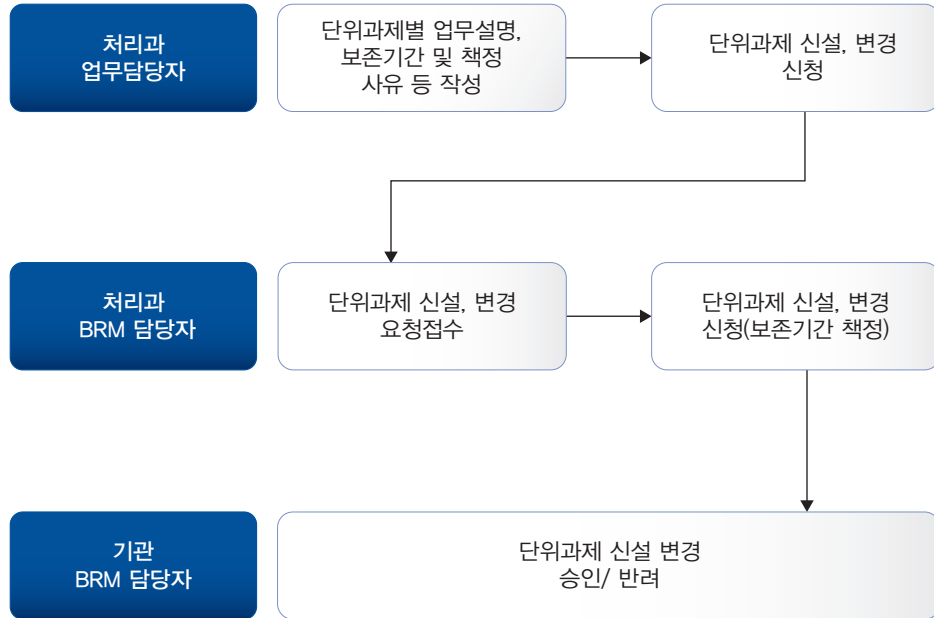 처리과
업무담당자
단위과제별 업무설명,
보존기간 및 책정
사유 등 작성
단위과제 신설, 변경
신청
처리과
BRM 담당자
단위과제 신설, 변경
요청접수
단위과제 신설, 변경
신청(보존기간 책정)
기관
BRM 담당자
단위과제 신설 변경
승인/ 반려